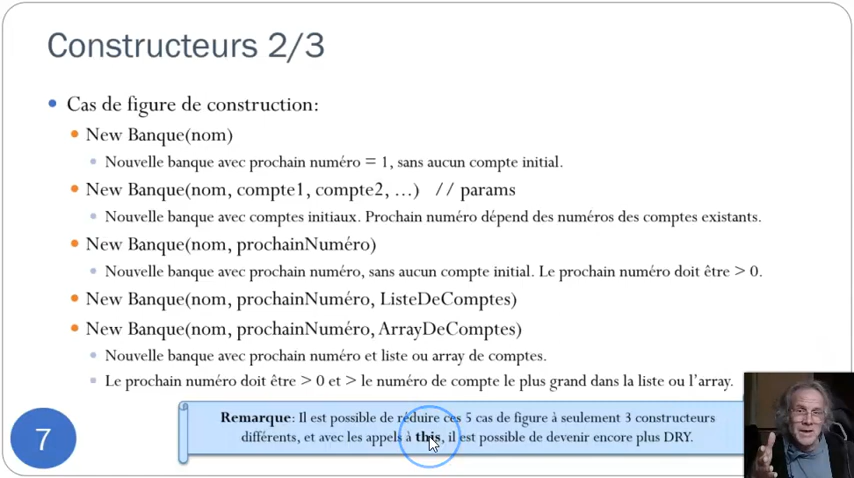 Constructeurs 2/3
Cas de figure de construction:
New Banque(nom)
Nouvelle banque avec prochain numéro = 1, sans aucun compte initial.
New Banque(nom, compte1, compte2, …) // params
Nouvelle banque avec comptes initiaux. Prochain numéro dépend des numéros des comptes existants.
New Banque(nom, prochainNuméro)
Nouvelle banque avec prochain numéro, sans aucun compte initial. Le prochain numéro doit être > 0.
New Banque(nom, prochainNuméro, ListeDeComptes)
New Banque(nom, prochainNuméro, ArrayDeComptes)
Nouvelle banque avec prochain numéro et liste ou array de comptes.
Le prochain numéro doit être > 0 et > le numéro de compte le plus grand dans la liste ou l'array.
Remarque: Il est possible de réduire ces 5 cas de figure à seulement 3 constructeurs
différents, et avec les appels à this, il est possible de devenir encore plus DRY.
7